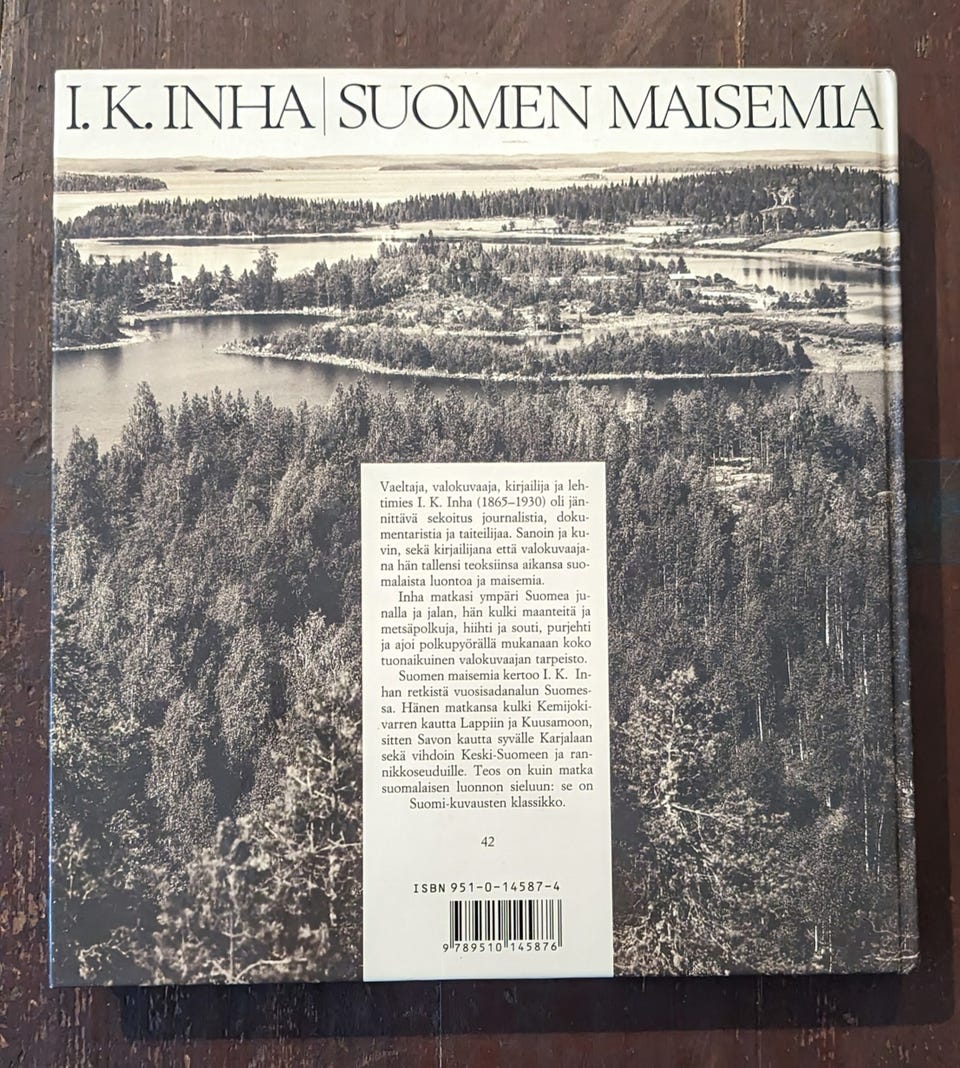 I. K. INHA | SUOMEN MAISEMIA
Vaeltaja, valokuvaaja, kirjailija ja leh-
timies I. K. Inha (1865–1930) oli jän-
nittävä sekoitus journalistia, doku-
mentaristia ja taiteilijaa. Sanoin ja ku-
vin, sekä kirjailijana että valokuvaaja-
na hän tallensi teoksiinsa aikansa suo-
malaista luontoa ja maisemia.
Inha matkasi ympäri Suomea ju-
nalla ja jalan, hän kulki maanteitä ja
metsäpolkuja, hiihti ja souti, purjehti
ja ajoi polkupyörällä mukanaan koko
tuonaikuinen valokuvaajan tarpeisto.
Suomen maisemia kertoo I. K. In-
han retkistä vuosisadanalun Suomes-
sa. Hänen matkansa kulki Kemijoki-
varren kautta Lappiin ja Kuusamoon,
sitten Savon kautta syvälle Karjalaan
sekä vihdoin Keski-Suomeen ja ran-
nikkoseuduille. Teos on kuin matka
suomalaisen luonnon sieluun: se on
Suomi-kuvausten klassikko.
42
ISBN 951-0-14587-4
9 789510 145876